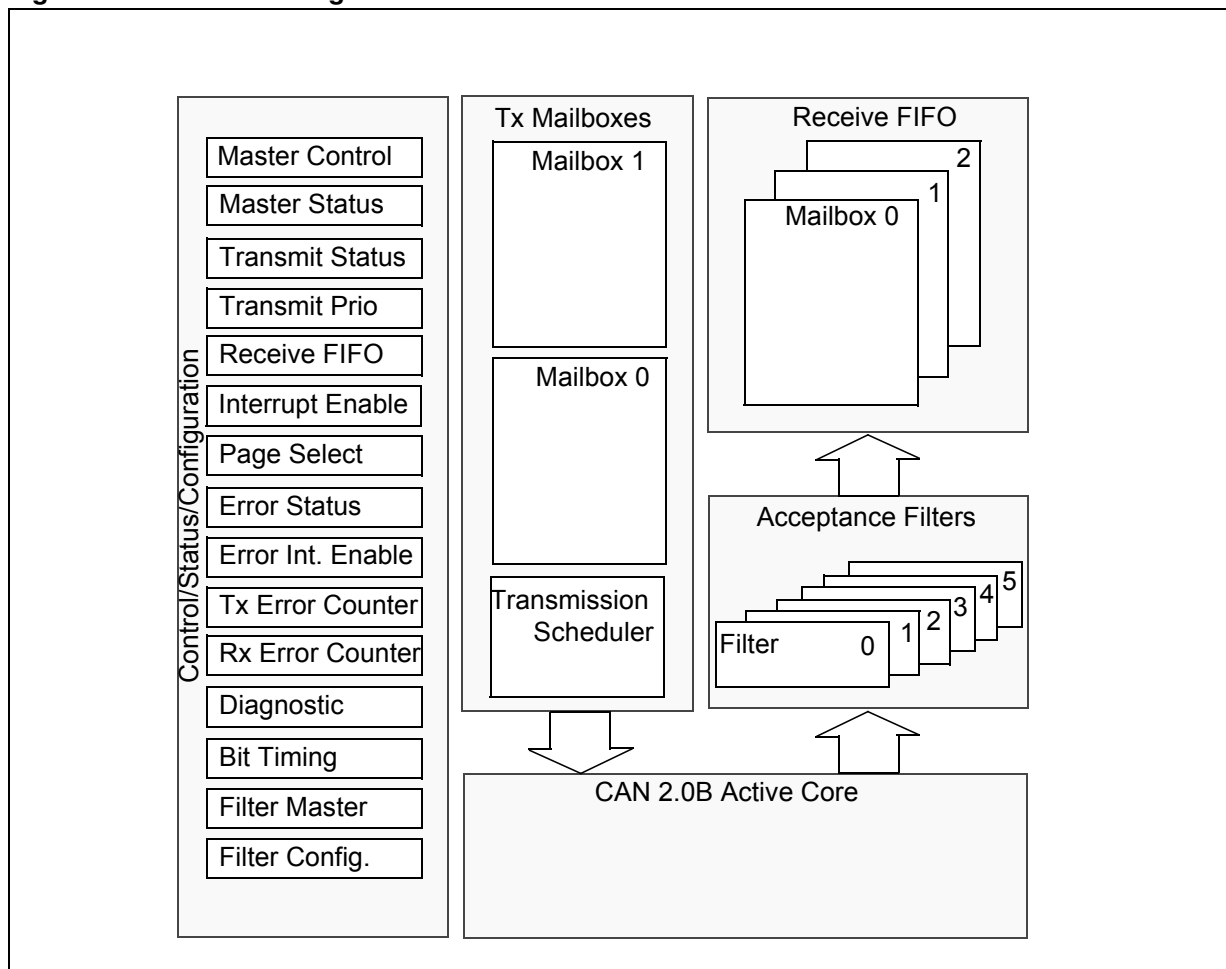 Control/Status/Configuration
Master Control
Master Status
Transmit Status
Transmit Prio
Receive FIFO
Interrupt Enable
Page Select
Error Status
Error Int. Enable
Tx Error Counter
Rx Error Counter
Diagnostic
Bit Timing
Filter Master
Filter Config.
Tx Mailboxes
Mailbox 1
Mailbox 0
Transmission
Scheduler
Receive FIFO
2
1
Mailbox 0
Acceptance Filters
5
4
3
2
1
Filter 0
CAN 2.0B Active Core